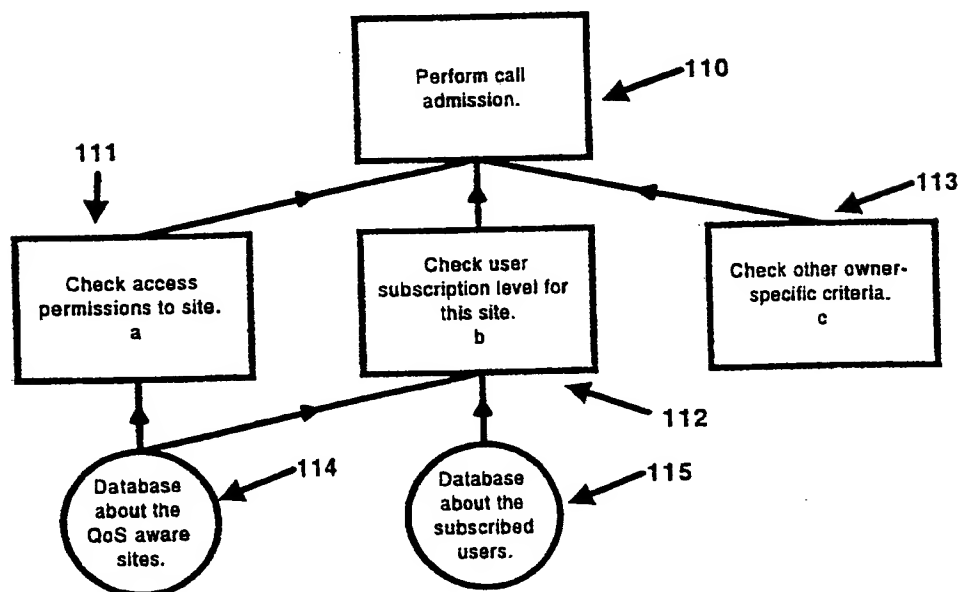 Perform call
admission.
110
111
113
Check access
permissions to site.
a
Check user
subscription level for
this site.
b
Check other owner-
specific criteria.
c
112
114
115
Database
about the
QoS aware
sites.
Database
about the
subscribed
users.